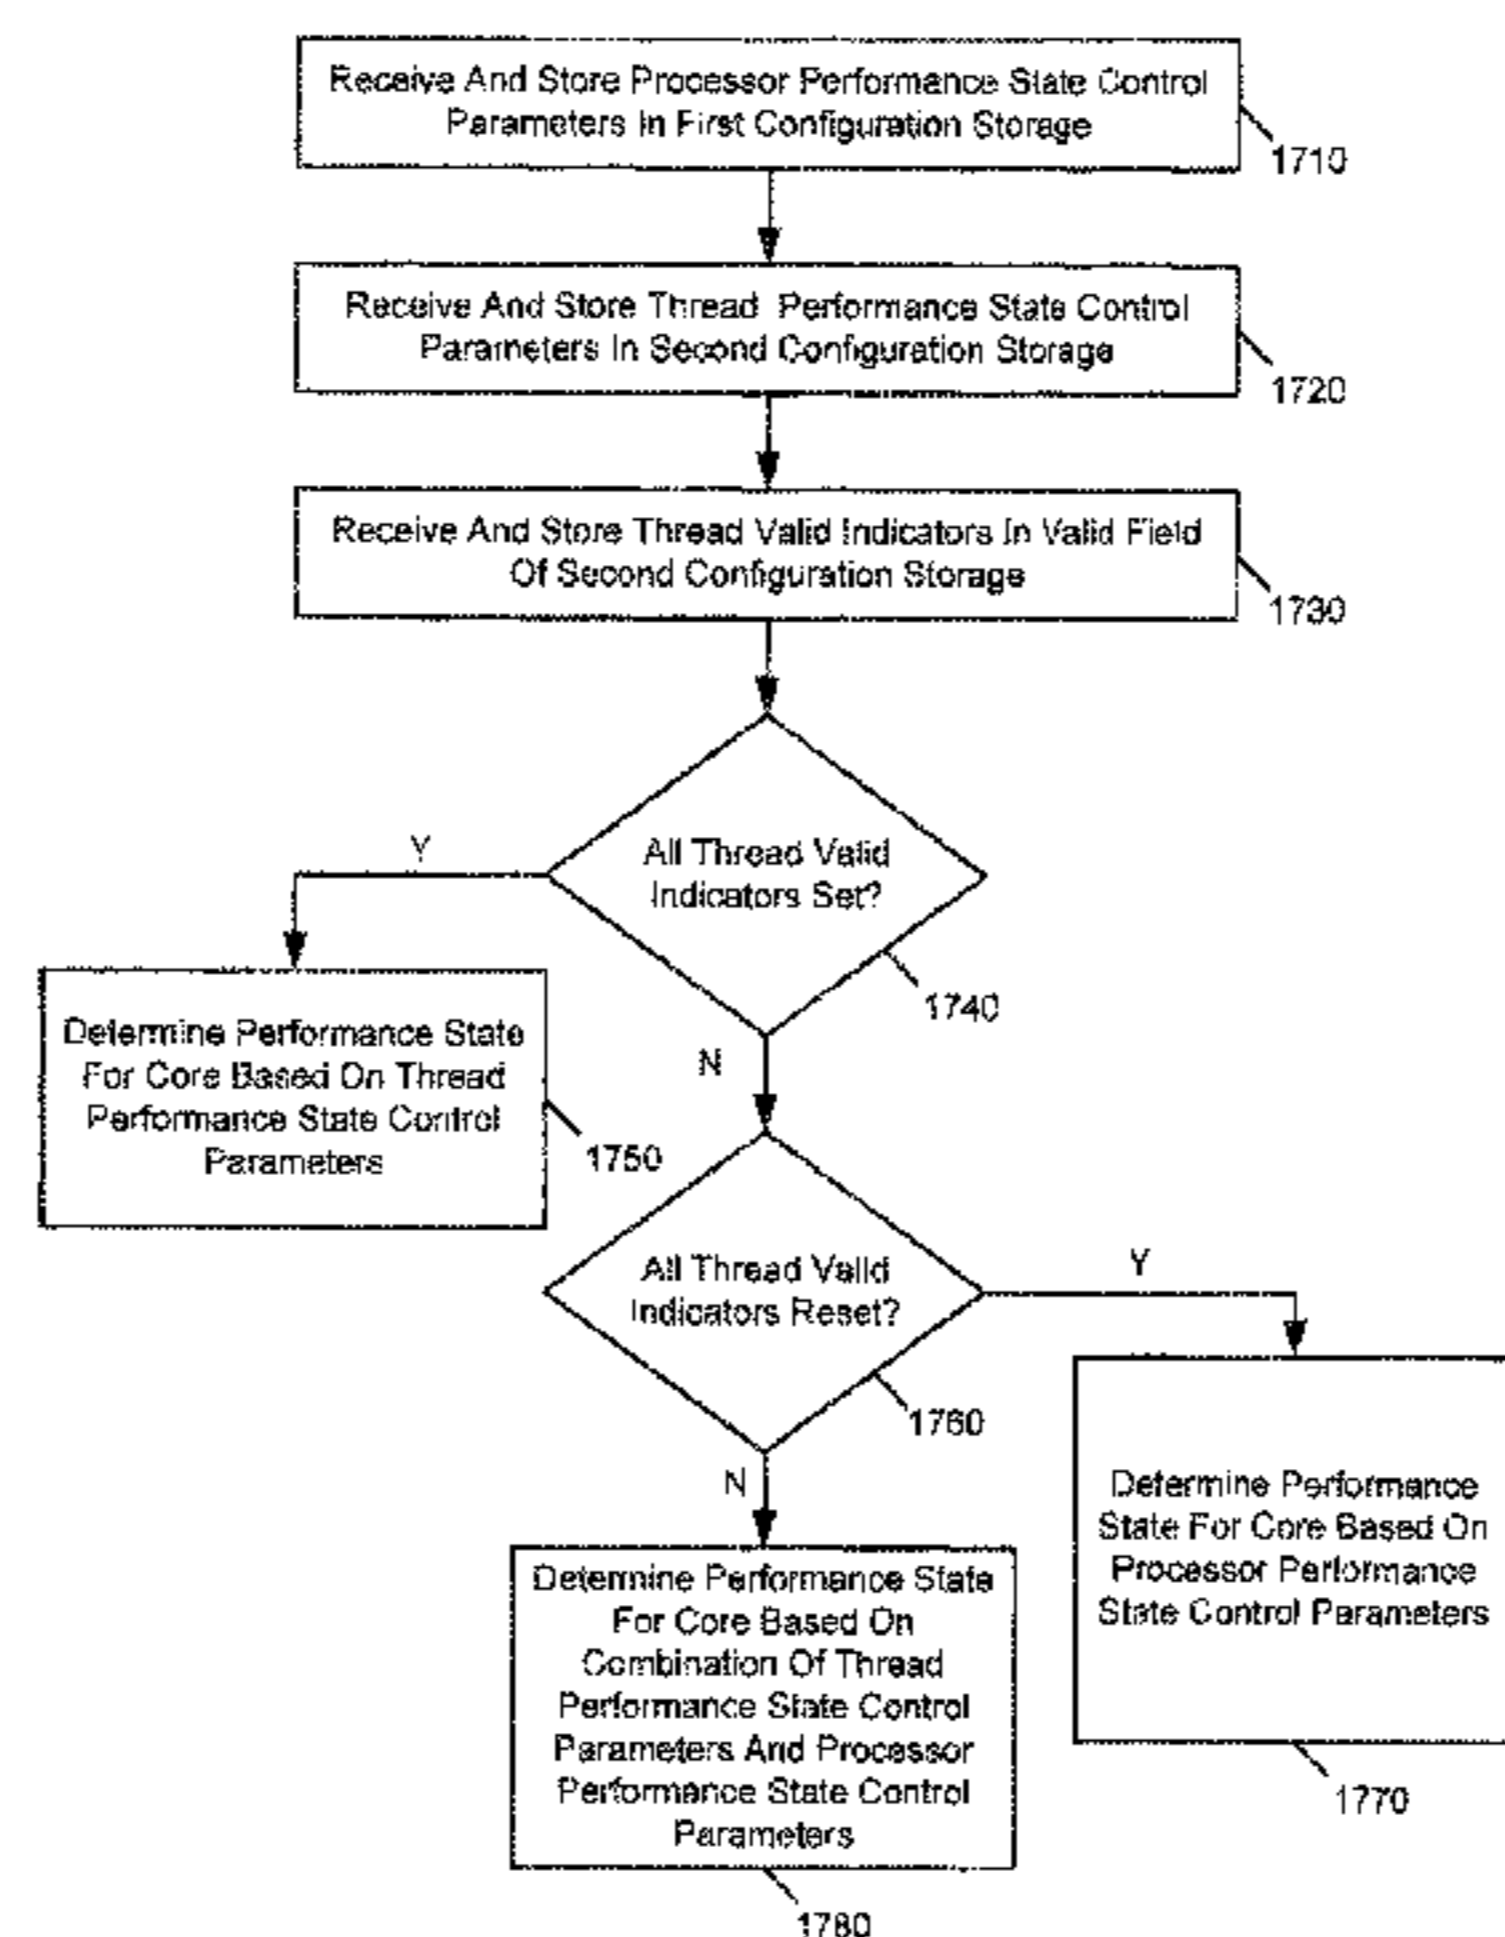 Receive And Store Processor Performance State Control
Parameters In First Configuration Storage
1710
Receive And Store Thread Performance State Control
Parameters In Second Configuration Storage
1720
Receive And Store Thread Valid Indicators In Valid Field
Of Second Configuration Storage
1730
All Thread Valid
Indicators Set?
Y
1740
N
Determine Performance State
For Core Based On Thread
Performance State Control
Parameters
1750
All Thread Valid
Indicators Reset?
Y
1760
N
Determine Performance
State For Core Based On
Processor Performance
State Control Parameters
1770
Determine Performance State
For Core Based On
Combination Of Thread
Performance State Control
Parameters And Processor
Performance State Control
Parameters
1780